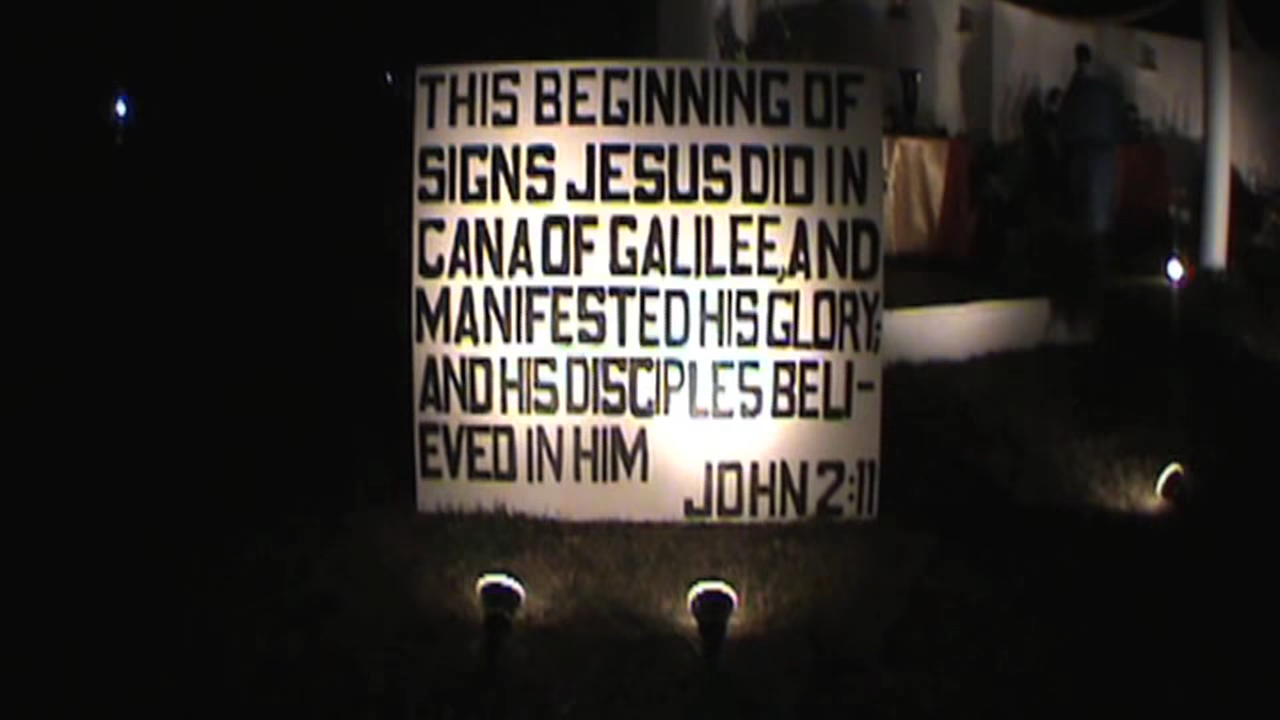 THIS BEGINNING OF
SIGNS JESUS DID IN
CANA OF GALILEE, AND
MANIFESTED HIS GLORY;
AND HIS DISCIPLES BELI-
EVED IN HIM
JOHN 2:11